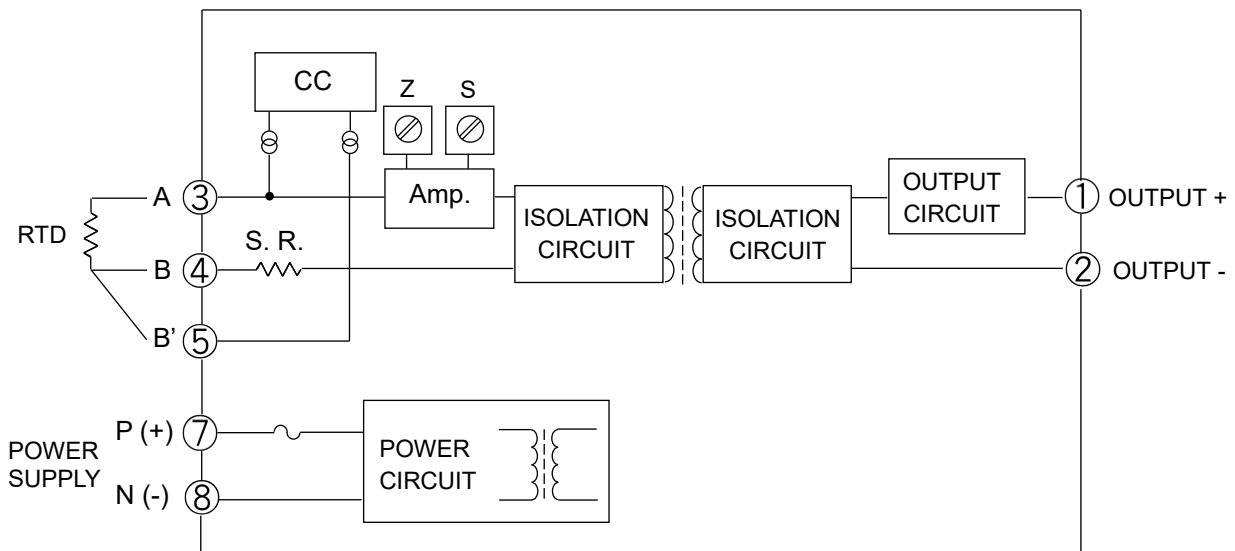 CC
Z
S
A
3
Amp.
ISOLATION
CIRCUIT
ISOLATION
CIRCUIT
OUTPUT
CIRCUIT
1
OUTPUT +
RTD
S. R.
B
4
2
OUTPUT -
B’
5
POWER
SUPPLY
P (+)
7
N (-)
8
POWER
CIRCUIT